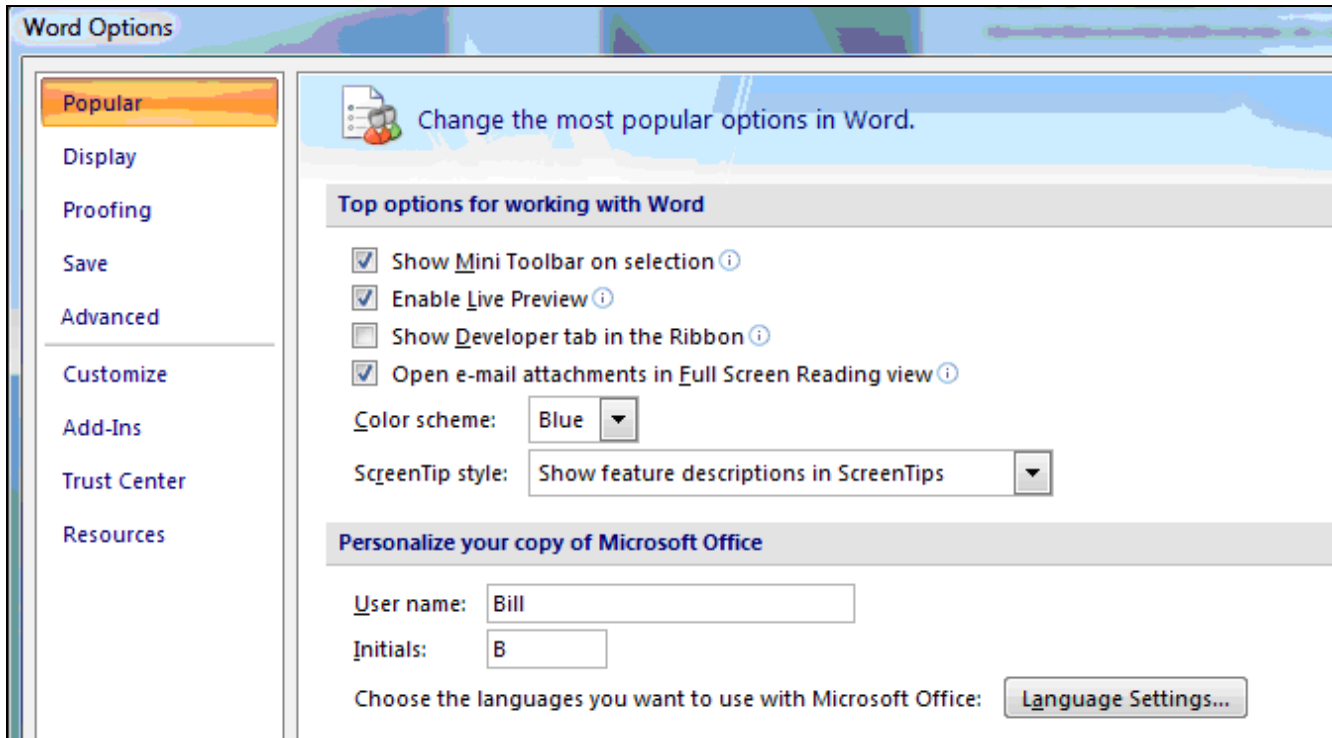 Word Options
Popular
Display
Proofing
Save
Advanced
Customize
Add-Ins
Trust Center
Resources
Change the most popular options in Word.
Top options for working with Word
Show Mini Toolbar on selection
Enable Live Preview
Show Developer tab in the Ribbon
Open e-mail attachments in Full Screen Reading view
Color scheme: Blue
ScreenTip style: Show feature descriptions in ScreenTips
Personalize your copy of Microsoft Office
User name: Bill
Initials: B
Choose the languages you want to use with Microsoft Office: Language Settings...